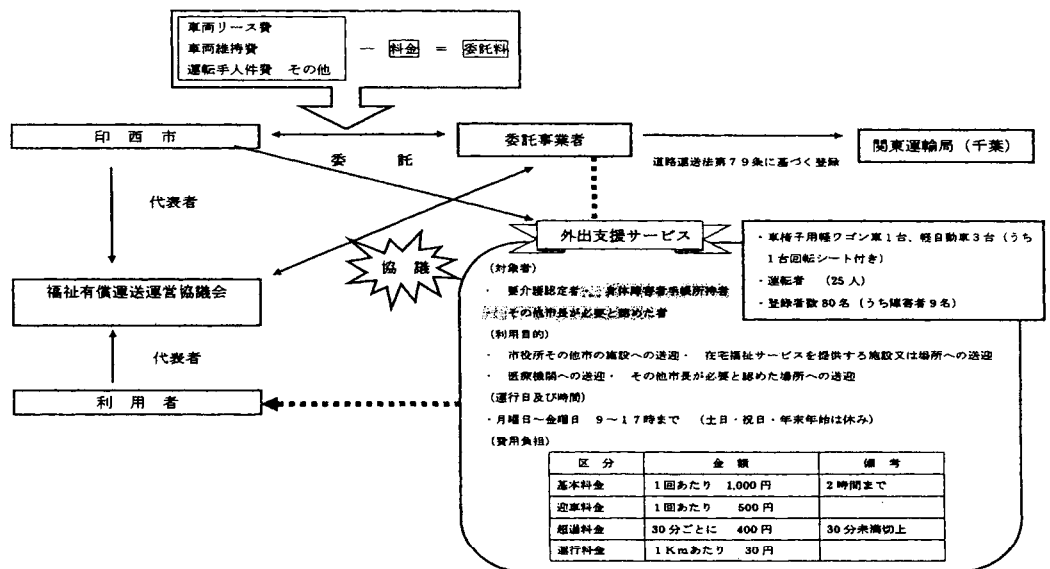 車両リース費
車両維持費
運転手人件費　その他
－ 料金 ＝ 委託料
印　西　市
委託事業者
関東運輸局（千葉）
委　託
道路運送法第７９条に基づく登録
代表者
外出支援サービス
・車椅子用軽ワゴン車１台、軽自動車３台（うち
１台回転シート付き）
・運転者　（25人）
・登録者数８０名（うち障害者９名）
協　議
福祉有償運送運営協議会
代表者
利　用　者
（対象者）
・　要介護認定者　身体障害者手帳所持者
その他市長が必要と認めた者
（利用目的）
・　市役所その他市の施設への送迎・　在宅福祉サービスを提供する施設又は場所への送迎
・　医療機関への送迎・　その他市長が必要と認めた場所への送迎
（運行日及び時間）
・月曜日～金曜日　９～１７時まで　（土日・祝日・年末年始は休み）
（費用負担）
区　分　金　額　備　考
基本料金　１回あたり　1,000円　２時間まで
迎車料金　１回あたり　500円
超過料金　30分ごとに　400円　30分未満切上
運行料金　１Ｋｍあたり　30円